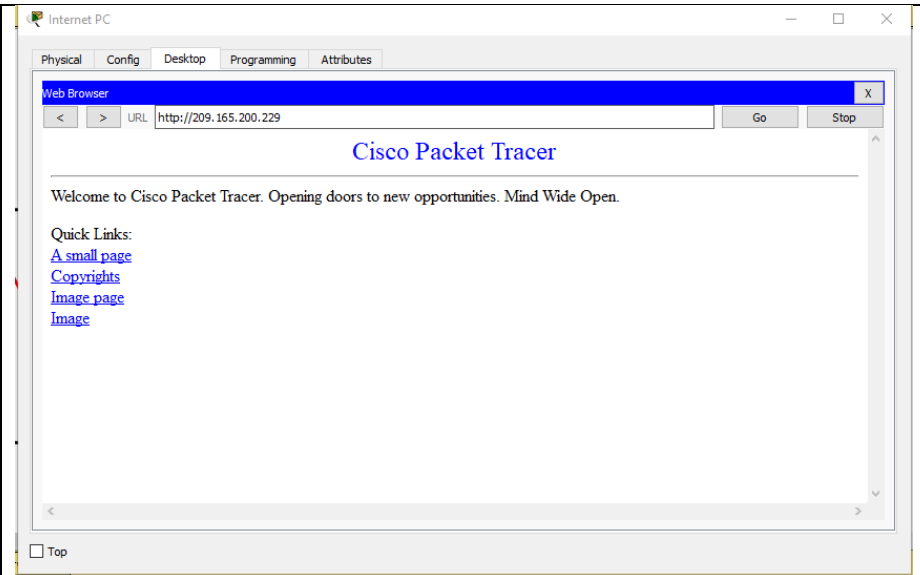 Internet PC
Physical Config Desktop Programming Attributes
Web Browser X
< > URL http://209.165.200.229 Go Stop
Cisco Packet Tracer
Welcome to Cisco Packet Tracer. Opening doors to new opportunities. Mind Wide Open.
Quick Links:
A small page
Copyrights
Image page
Image
Top